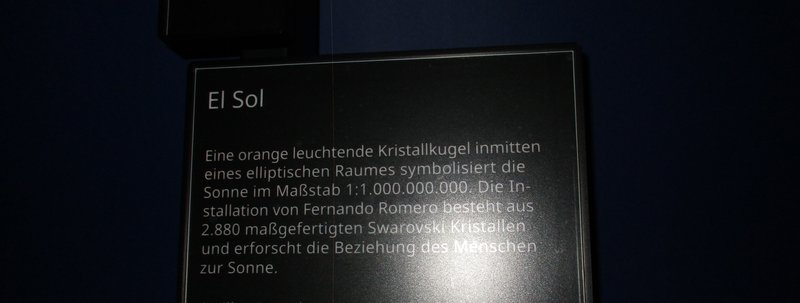 El Sol
Eine orange leuchtende Kristallkugel inmitten
eines elliptischen Raumes symbolisiert die
Sonne im Maßstab 1:1.000.000.000. Die In-
stallation von Fernando Romero besteht aus
2.880 maßgefertigten Swarovski Kristallen
und erforscht die Beziehung des Menschen
zur Sonne.